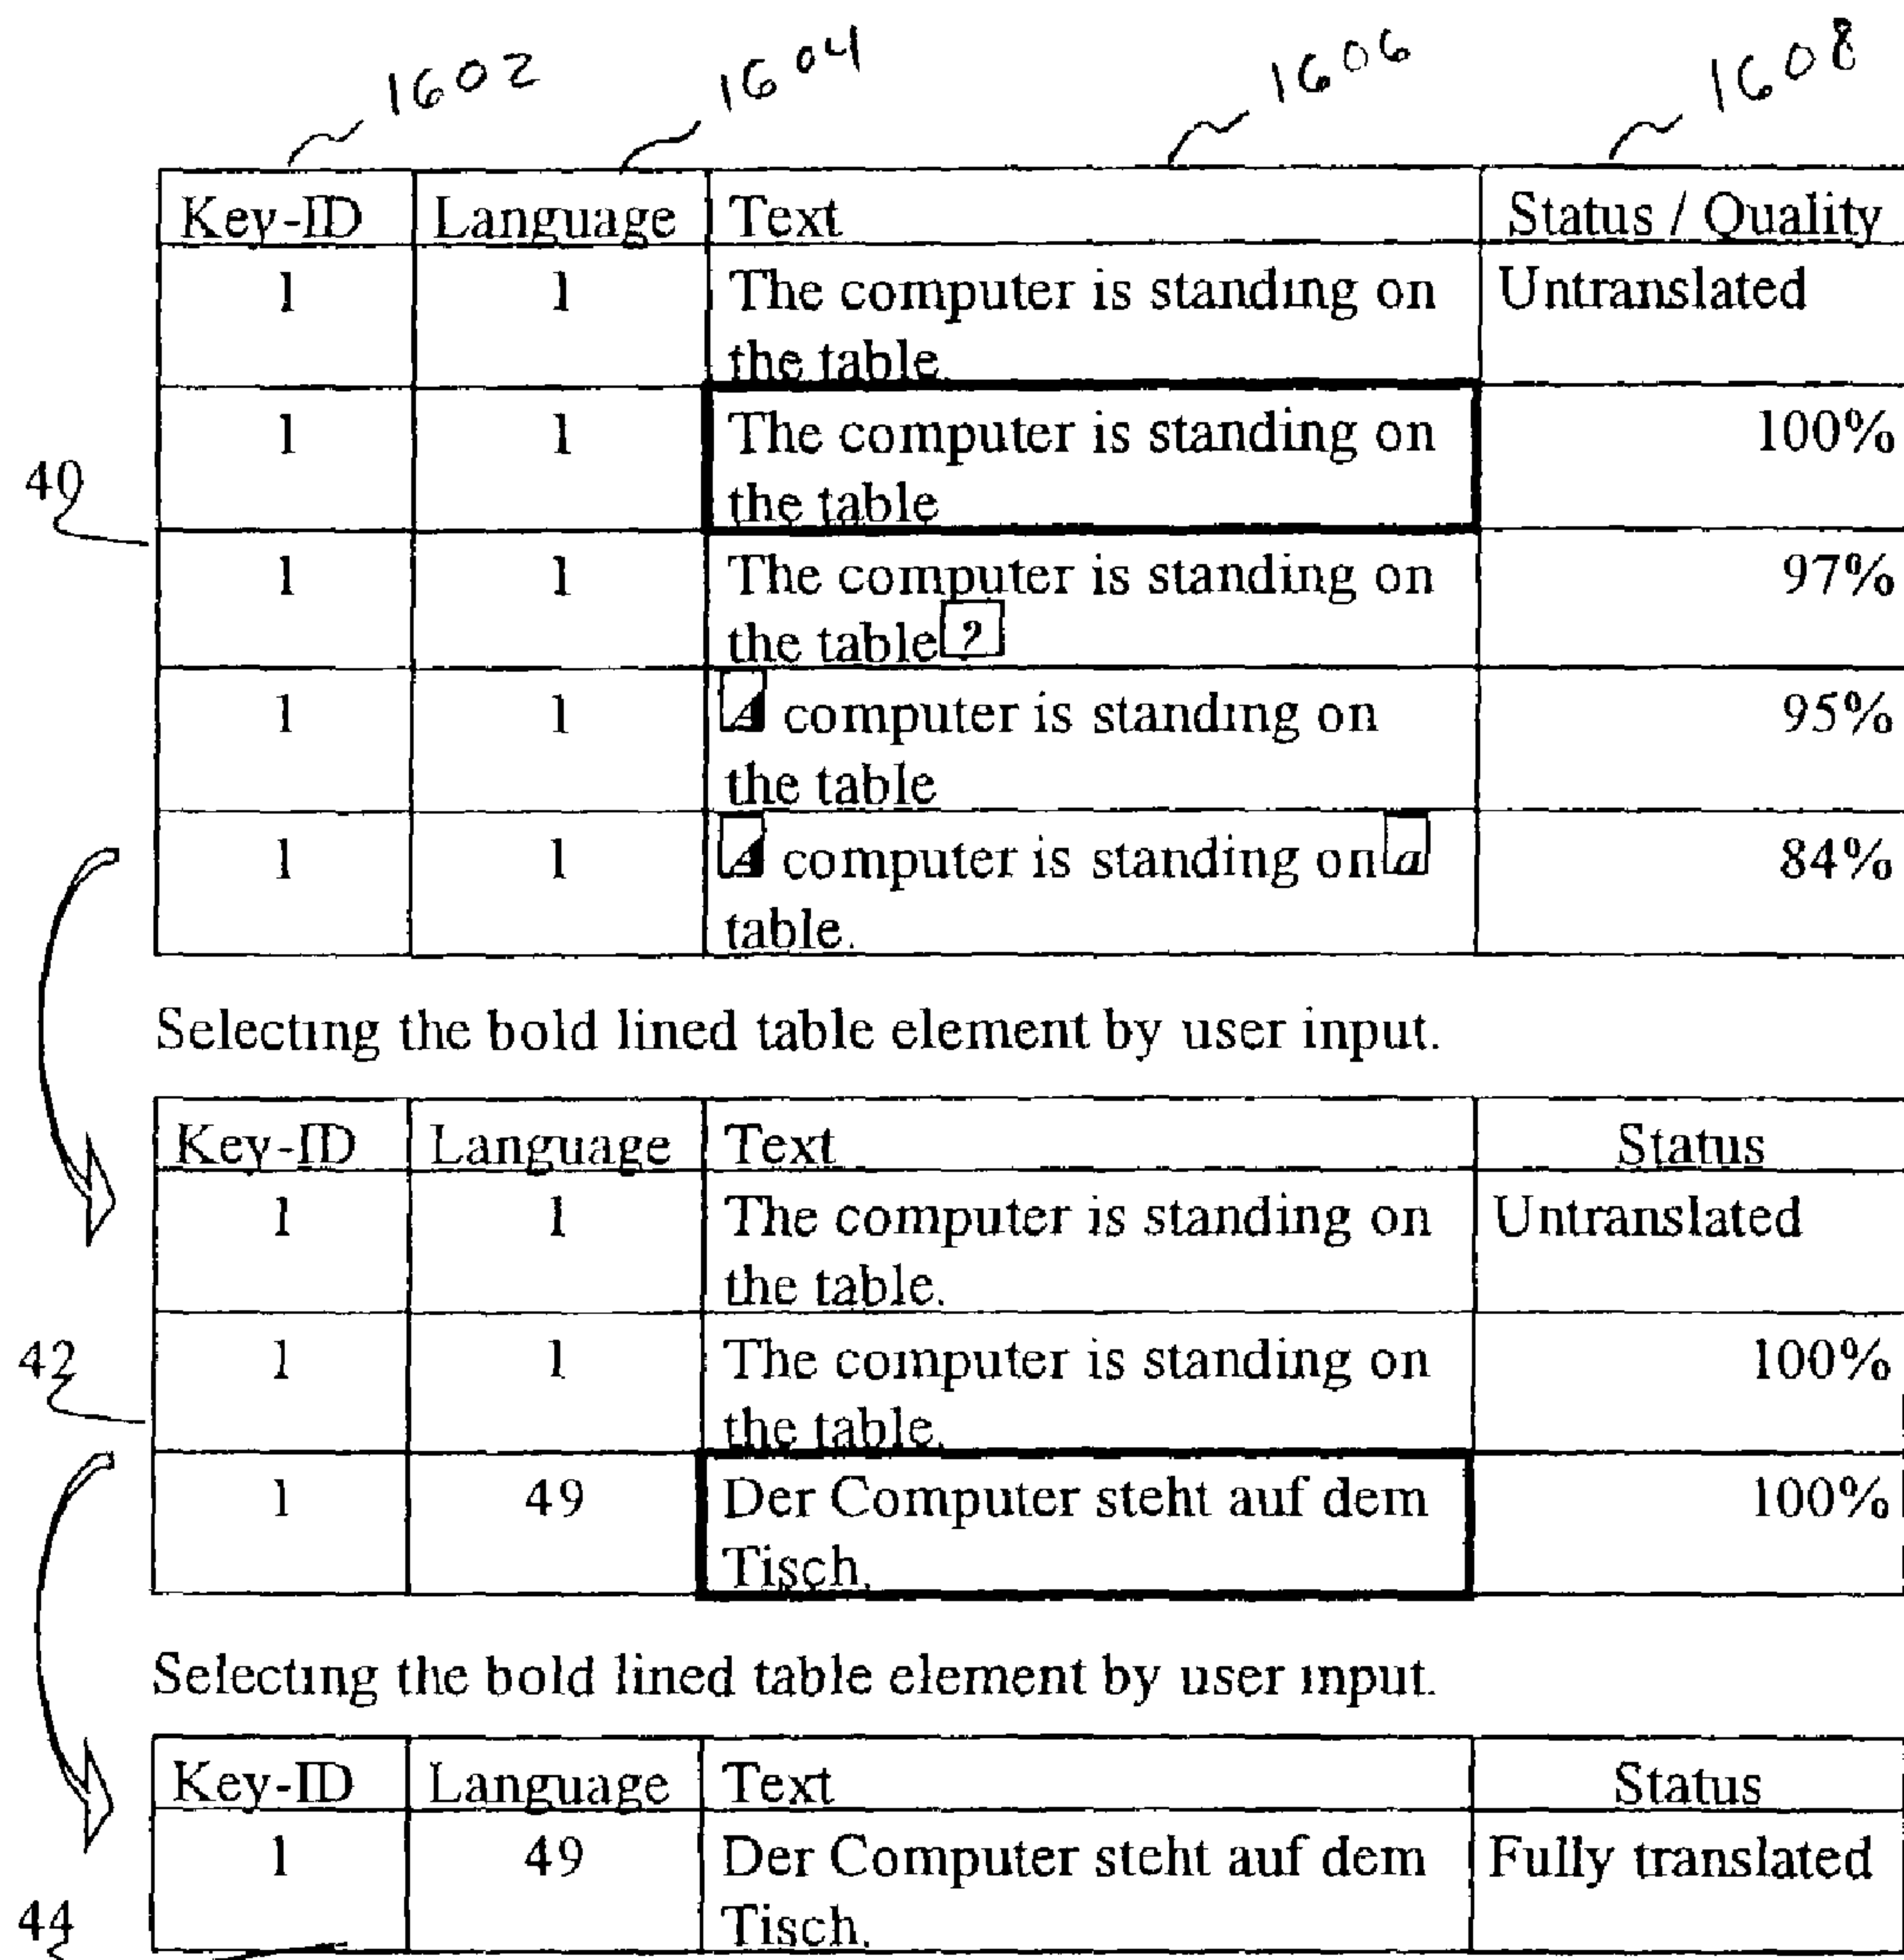 1602 1604 1606 1608
Key-ID Language Text Status / Quality
1 1 The computer is standing on Untranslated
the table.
1 1 The computer is standing on 100%
the table
40
1 1 The computer is standing on 97%
the table ?
1 1 A computer is standing on 95%
the table
1 1 A computer is standing on a 84%
table.
Selecting the bold lined table element by user input.
Key-ID Language Text Status
1 1 The computer is standing on Untranslated
the table.
42 1 1 The computer is standing on 100%
the table.
1 49 Der Computer steht auf dem 100%
Tisch.
Selecting the bold lined table element by user input.
Key-ID Language Text Status
1 49 Der Computer steht auf dem Fully translated
44 Tisch.